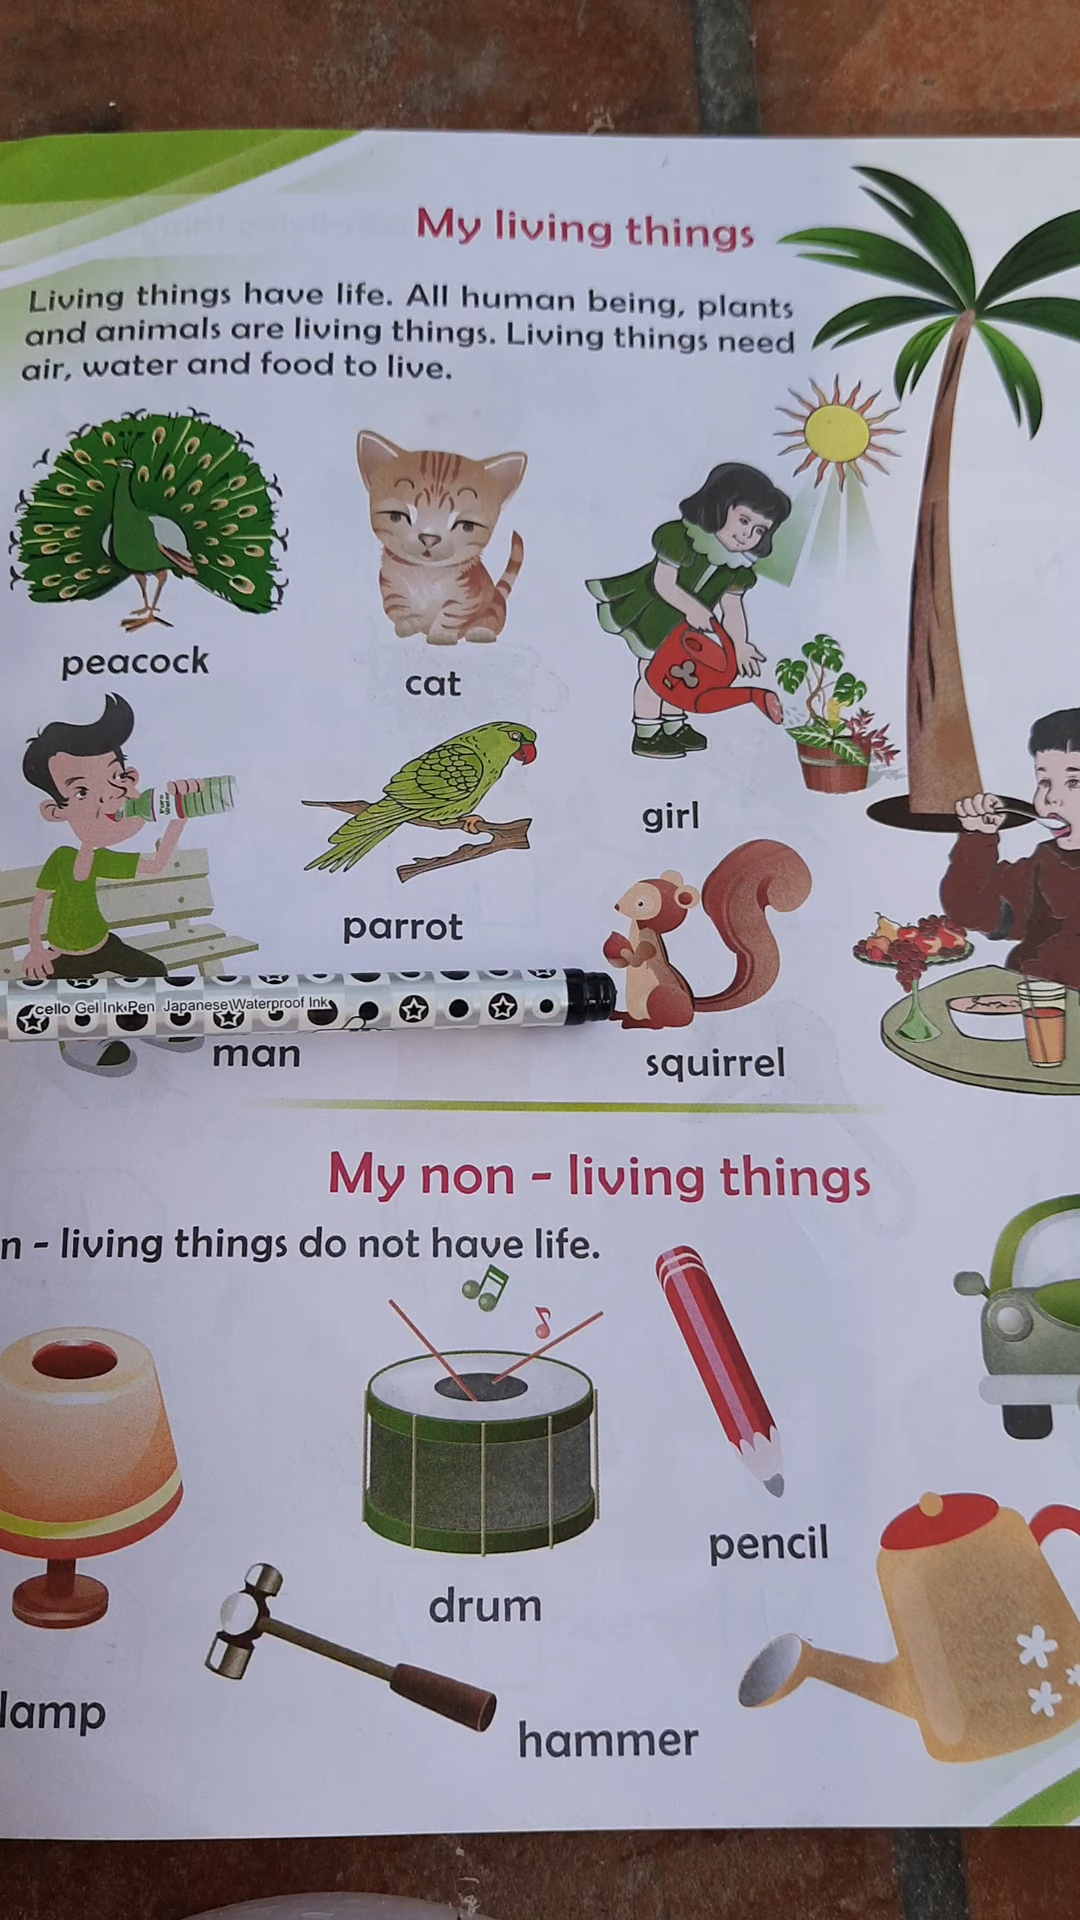 My living things
Living things have life. All human being, plants
and animals are living things. Living things need
air, water and food to live.
peacock
cat
girl
parrot
cello Gel Ink Pen Japanese Waterproof Ink
man
squirrel
My non - living things
n - living things do not have life.
pencil
drum
lamp
hammer